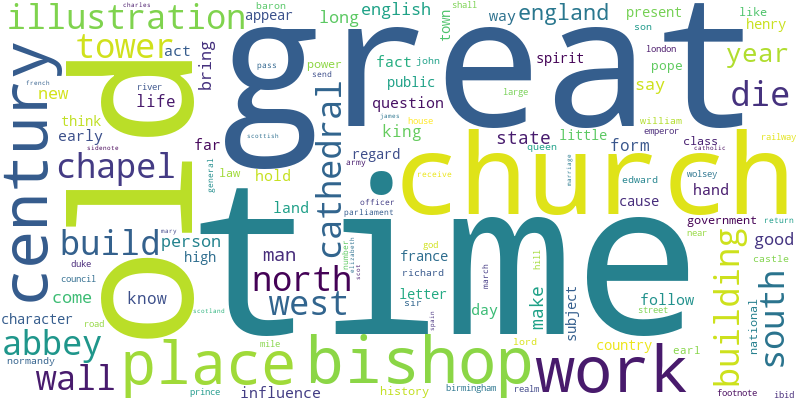 charles
baron
shall
illustration
great
long
english
way
england
town
appear
present
like
son
henry
tower
act
bring
power
fact
john
spirit
london
pope
year
pass
send
public
say
french
new
river
life
question
large
die
century
old
think
early
sidenote
far
scottish
james
house
king
state
little
william
emperor
cathedral
church
railway
chapel
general
law
hold
regard
army
queen
form
class
catholic
receive
marriage
edward
wolsey
cause
hand
land
officer
parliament
government
return
build
person
high
man
number
elizabeth
scot
god
france
richard
near
good
castle
duke
council
mary
north
time
march
hill
building
south
come
know
west
letter
sir
day
make
subject
follow
street
national
character
road
scotland
spain
abbey
normandy
mile
place
bishop
lord
work
country
earl
wall
prince
influence
history
birmingham
realm
footnote
ibid